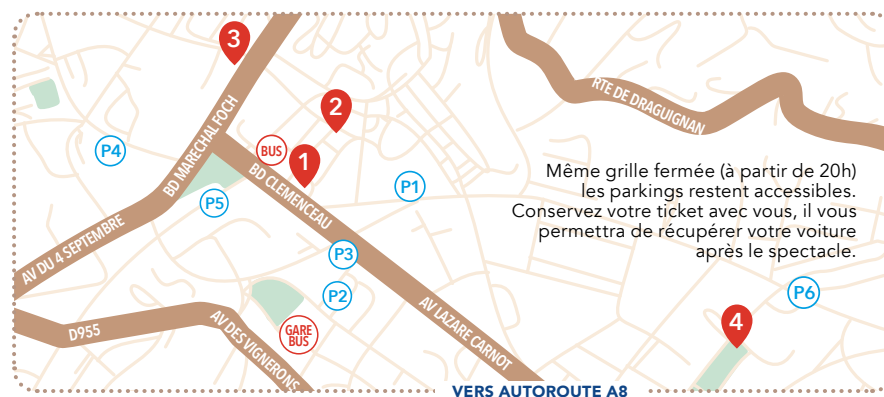 3
2
BD MARECHAL FOCH
RTE DE DRAGUIGNAN
P4
BUS
1
BD CLEMENCEAU
P1
P5
Même grille fermée (à partir de 20h)
les parkings restent accessibles.
Conservez votre ticket avec vous, il vous
permettra de récupérer votre voiture
après le spectacle.
AV DU 4 SEPTEMBRE
P3
P2
P6
AV LAZARE CARNOT
4
D955
AV DES VIGNERONS
GARE
BUS
VERS AUTOROUTE A8